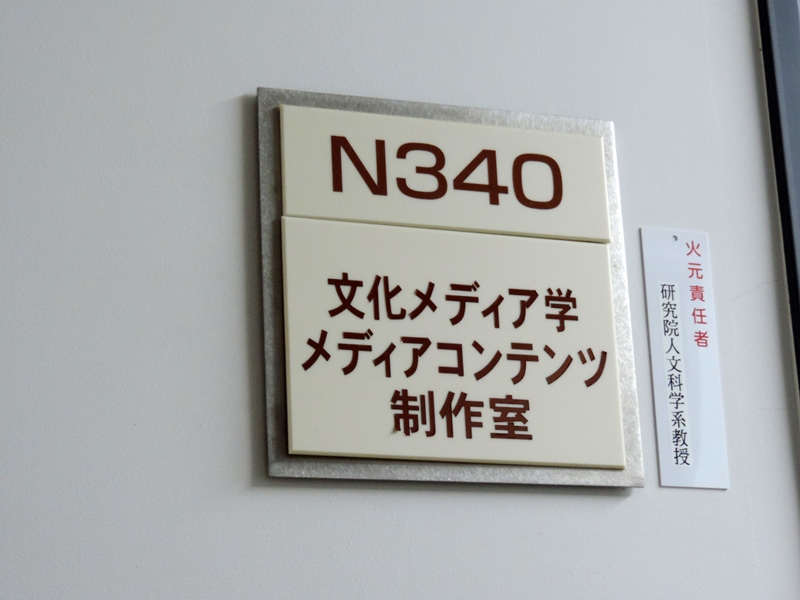 N340
文化メディア学
メディアコンテンツ
制作室
火元責任者
研究院人文科学系教授